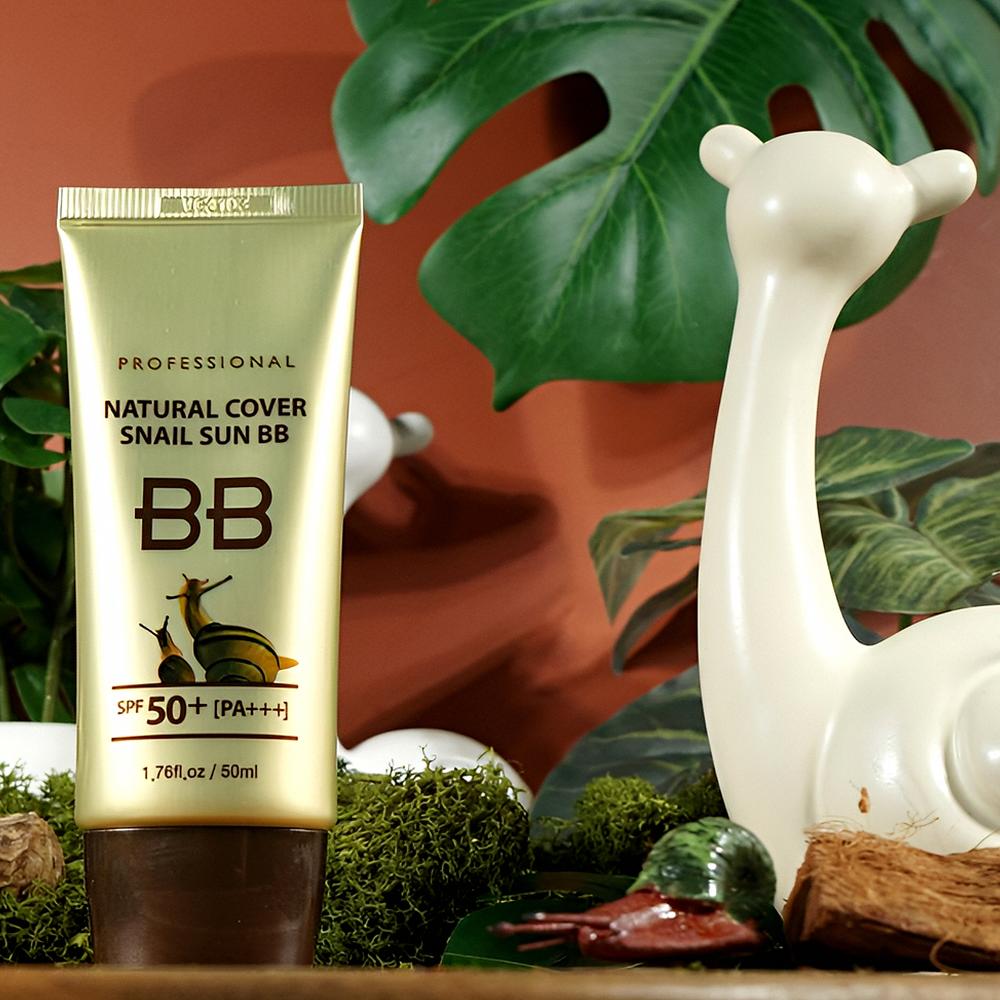 PROFESSIONAL
NATURAL COVER
SNAIL SUN BB
BB
SPF 50+ [PA+++]
1.76fl.oz / 50ml